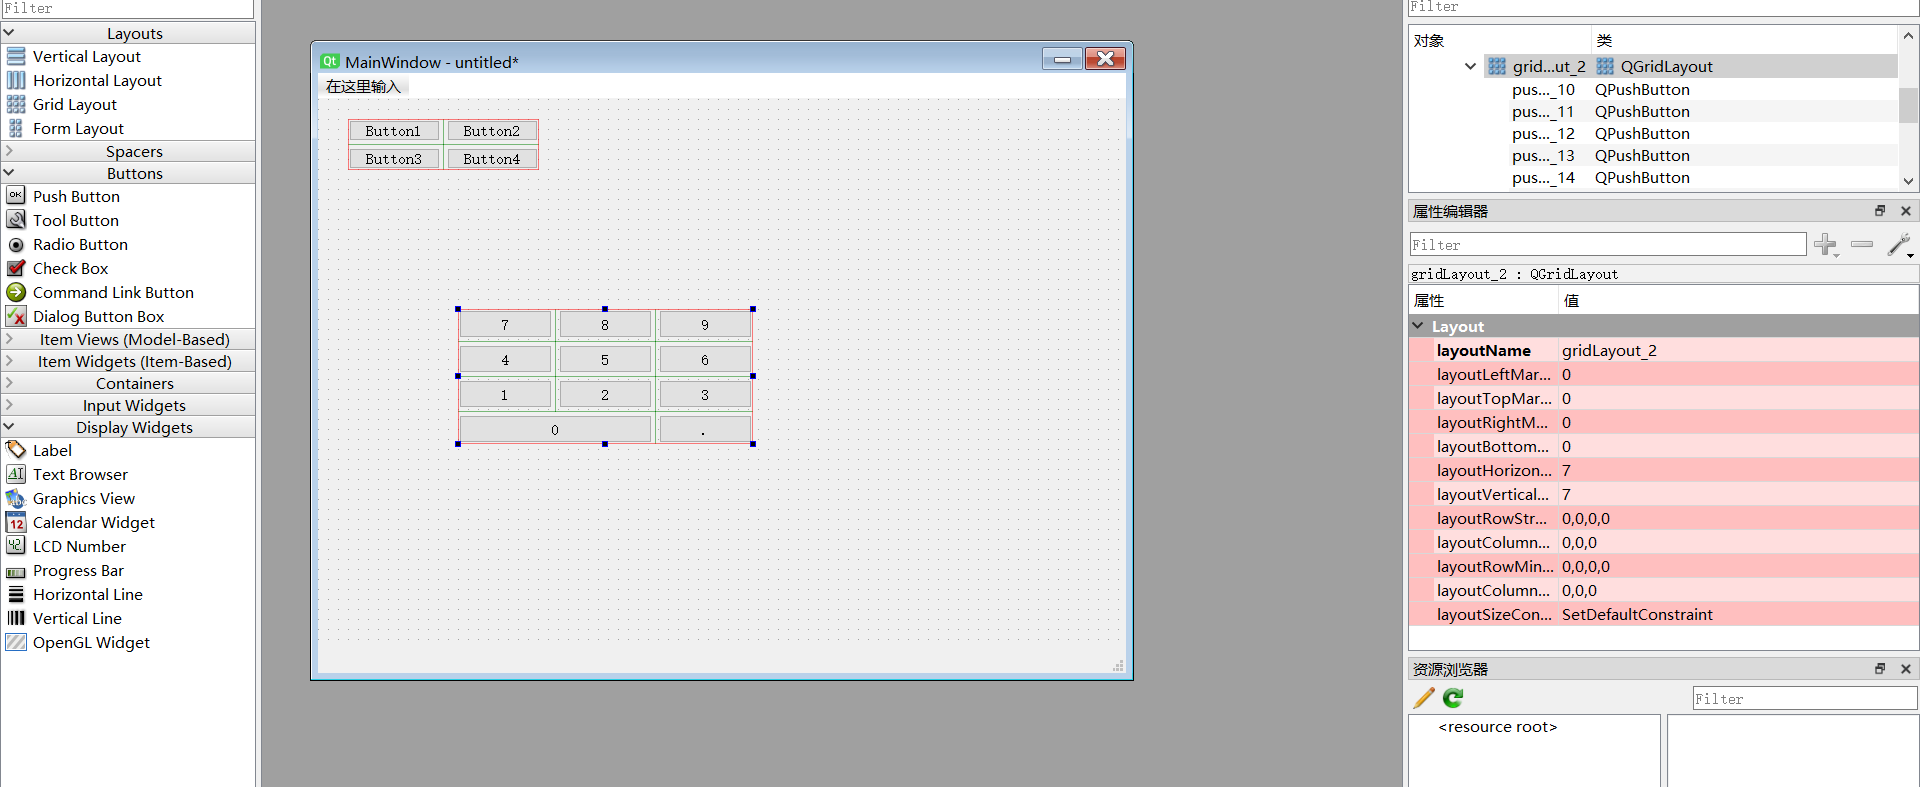 Filter
Layouts
Vertical Layout
Horizontal Layout
Grid Layout
Form Layout
Spacers
Buttons
Push Button
Tool Button
Radio Button
Check Box
Command Link Button
Dialog Button Box
Item Views (Model-Based)
Item Widgets (Item-Based)
Containers
Input Widgets
Display Widgets
Label
Text Browser
Graphics View
Calendar Widget
LCD Number
Progress Bar
Horizontal Line
Vertical Line
OpenGL Widget
MainWindow - untitled*
在这里输入
Button1 Button2
Button3 Button4
7 8 9
4 5 6
1 2 3
0 .
Filter
对象 类
grid...ut_2 QGridLayout
pus..._10 QPushButton
pus..._11 QPushButton
pus..._12 QPushButton
pus..._13 QPushButton
pus..._14 QPushButton
属性编辑器
Filter
gridLayout_2 : QGridLayout
属性 值
Layout
layoutName gridLayout_2
layoutLeftMar... 0
layoutTopMar... 0
layoutRightM... 0
layoutBottom... 0
layoutHorizon... 7
layoutVertical... 7
layoutRowStr... 0,0,0,0
layoutColumn... 0,0,0
layoutRowMin... 0,0,0,0
layoutColumn... 0,0,0
layoutSizeCon... SetDefaultConstraint
资源浏览器
Filter
<resource root>